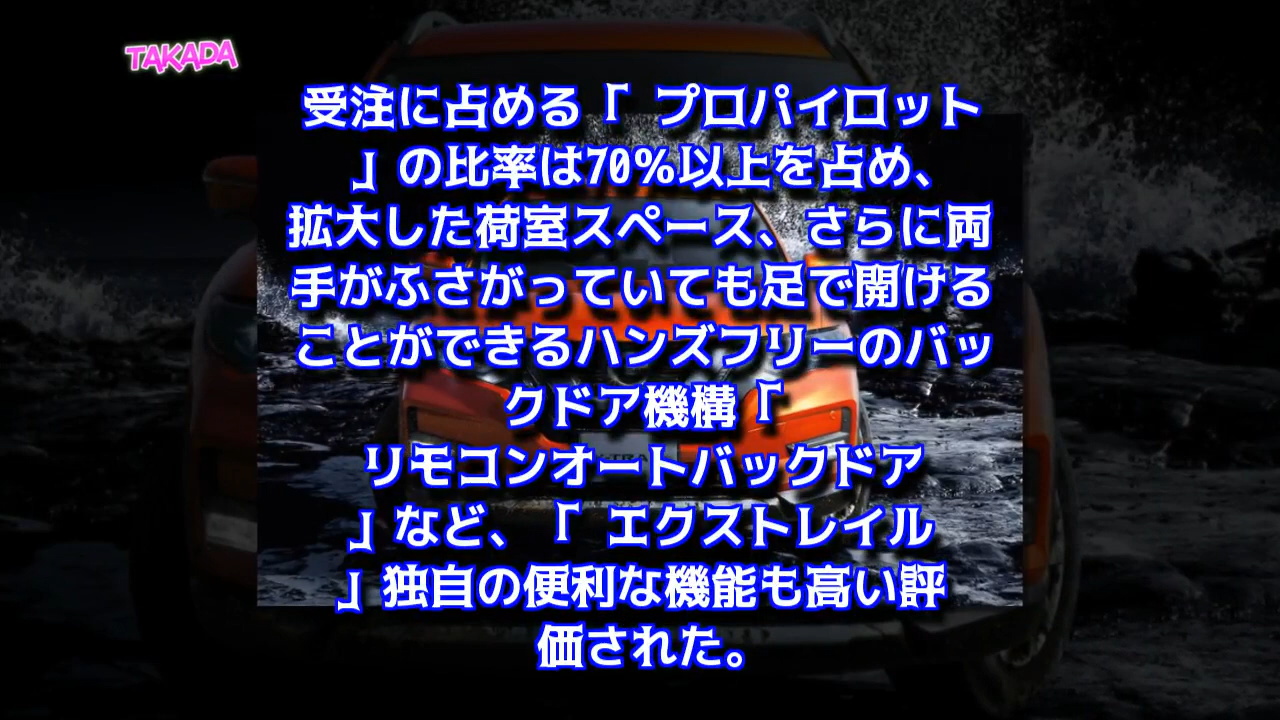 TAKADA
受注に占める「 プロパイロット
」の比率は70%以上を占め、
拡大した荷室スペース、さらに両
手がふさがっていても足で開ける
ことができるハンズフリーのバッ
クドア機構「
リモコンオートバックドア
」など、「 エクストレイル
」独自の便利な機能も高い評
価された。